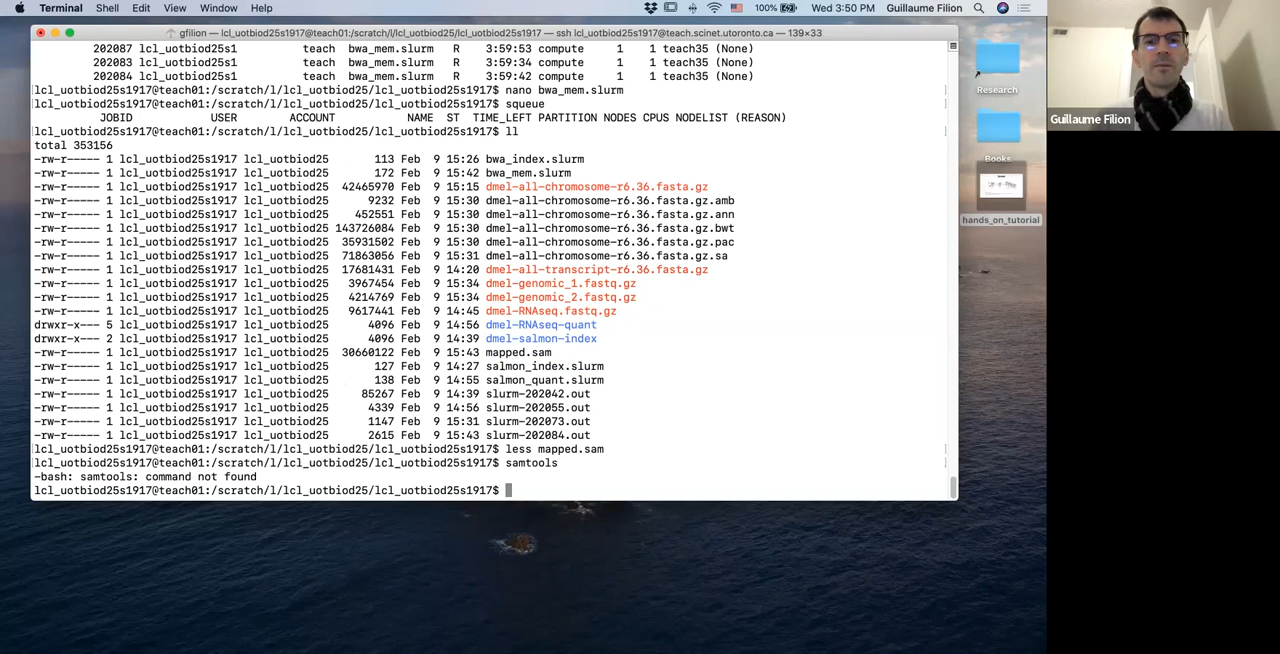 Terminal Shell Edit View Window Help 100% Wed 3:50 PM Guillaume Filion
gfilion — lcl_uotbiod25s1917@teach01:/scratch/l/lcl_uotbiod25/lcl_uotbiod25s1917 — ssh lcl_uotbiod25s1917@teach.scinet.utoronto.ca — 139×33
202087 lcl_uotbiod25s1 teach bwa_mem.slurm R 3:59:53 compute 1 1 teach35 (None)
202083 lcl_uotbiod25s1 teach bwa_mem.slurm R 3:59:34 compute 1 1 teach35 (None)
202084 lcl_uotbiod25s1 teach bwa_mem.slurm R 3:59:42 compute 1 1 teach35 (None)
lcl_uotbiod25s1917@teach01:/scratch/l/lcl_uotbiod25/lcl_uotbiod25s1917$ nano bwa_mem.slurm
lcl_uotbiod25s1917@teach01:/scratch/l/lcl_uotbiod25/lcl_uotbiod25s1917$ squeue
JOBID USER ACCOUNT NAME ST TIME_LEFT PARTITION NODES CPUS NODELIST (REASON)
lcl_uotbiod25s1917@teach01:/scratch/l/lcl_uotbiod25/lcl_uotbiod25s1917$ ll
total 353156
-rw-r----- 1 lcl_uotbiod25s1917 lcl_uotbiod25 113 Feb 9 15:26 bwa_index.slurm
-rw-r----- 1 lcl_uotbiod25s1917 lcl_uotbiod25 172 Feb 9 15:42 bwa_mem.slurm
-rw-r----- 1 lcl_uotbiod25s1917 lcl_uotbiod25 42465970 Feb 9 15:15 dmel-all-chromosome-r6.36.fasta.gz
-rw-r----- 1 lcl_uotbiod25s1917 lcl_uotbiod25 9232 Feb 9 15:30 dmel-all-chromosome-r6.36.fasta.gz.amb
-rw-r----- 1 lcl_uotbiod25s1917 lcl_uotbiod25 452551 Feb 9 15:30 dmel-all-chromosome-r6.36.fasta.gz.ann
-rw-r----- 1 lcl_uotbiod25s1917 lcl_uotbiod25 143726084 Feb 9 15:30 dmel-all-chromosome-r6.36.fasta.gz.bwt
-rw-r----- 1 lcl_uotbiod25s1917 lcl_uotbiod25 35931502 Feb 9 15:30 dmel-all-chromosome-r6.36.fasta.gz.pac
-rw-r----- 1 lcl_uotbiod25s1917 lcl_uotbiod25 71863056 Feb 9 15:31 dmel-all-chromosome-r6.36.fasta.gz.sa
-rw-r----- 1 lcl_uotbiod25s1917 lcl_uotbiod25 17681431 Feb 9 14:20 dmel-all-transcript-r6.36.fasta.gz
-rw-r----- 1 lcl_uotbiod25s1917 lcl_uotbiod25 3967454 Feb 9 15:34 dmel-genomic_1.fastq.gz
-rw-r----- 1 lcl_uotbiod25s1917 lcl_uotbiod25 4214769 Feb 9 15:34 dmel-genomic_2.fastq.gz
-rw-r----- 1 lcl_uotbiod25s1917 lcl_uotbiod25 9617441 Feb 9 14:45 dmel-RNAseq.fastq.gz
drwxr-x--- 5 lcl_uotbiod25s1917 lcl_uotbiod25 4096 Feb 9 14:56 dmel-RNAseq-quant
drwxr-x--- 2 lcl_uotbiod25s1917 lcl_uotbiod25 4096 Feb 9 14:39 dmel-salmon-index
-rw-r----- 1 lcl_uotbiod25s1917 lcl_uotbiod25 30660122 Feb 9 15:43 mapped.sam
-rw-r----- 1 lcl_uotbiod25s1917 lcl_uotbiod25 127 Feb 9 14:27 salmon_index.slurm
-rw-r----- 1 lcl_uotbiod25s1917 lcl_uotbiod25 138 Feb 9 14:55 salmon_quant.slurm
-rw-r----- 1 lcl_uotbiod25s1917 lcl_uotbiod25 85267 Feb 9 14:39 slurm-202042.out
-rw-r----- 1 lcl_uotbiod25s1917 lcl_uotbiod25 4339 Feb 9 14:56 slurm-202055.out
-rw-r----- 1 lcl_uotbiod25s1917 lcl_uotbiod25 1147 Feb 9 15:31 slurm-202073.out
-rw-r----- 1 lcl_uotbiod25s1917 lcl_uotbiod25 2615 Feb 9 15:43 slurm-202084.out
lcl_uotbiod25s1917@teach01:/scratch/l/lcl_uotbiod25/lcl_uotbiod25s1917$ less mapped.sam
lcl_uotbiod25s1917@teach01:/scratch/l/lcl_uotbiod25/lcl_uotbiod25s1917$ samtools
-bash: samtools: command not found
lcl_uotbiod25s1917@teach01:/scratch/l/lcl_uotbiod25/lcl_uotbiod25s1917$
Research
Books
hands_on_tutorial
Guillaume Filion